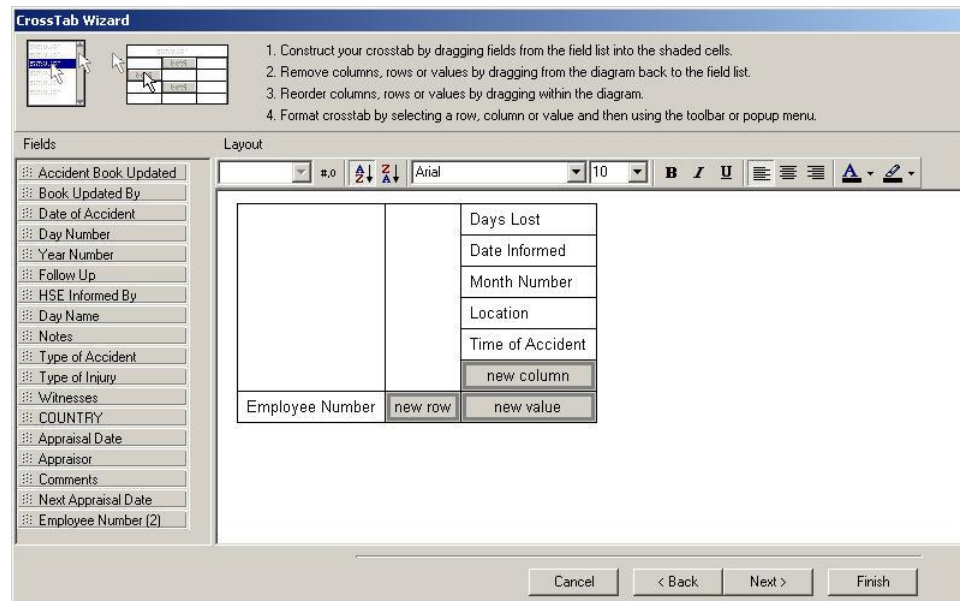 CrossTab Wizard
1. Construct your crosstab by dragging fields from the field list into the shaded cells.
2. Remove columns, rows or values by dragging from the diagram back to the field list.
3. Reorder columns, rows or values by dragging within the diagram.
4. Format crosstab by selecting a row, column or value and then using the toolbar or popup menu.
Fields
Layout
Accident Book Updated
Book Updated By
Date of Accident
Day Number
Year Number
Follow Up
HSE Informed By
Day Name
Notes
Type of Accident
Type of Injury
Witnesses
COUNTRY
Appraisal Date
Appraisor
Comments
Next Appraisal Date
Employee Number (2)
#.0 A Z Z A Arial 10 B I U A
Days Lost
Date Informed
Month Number
Location
Time of Accident
new column
Employee Number new row new value
Cancel < Back Next > Finish